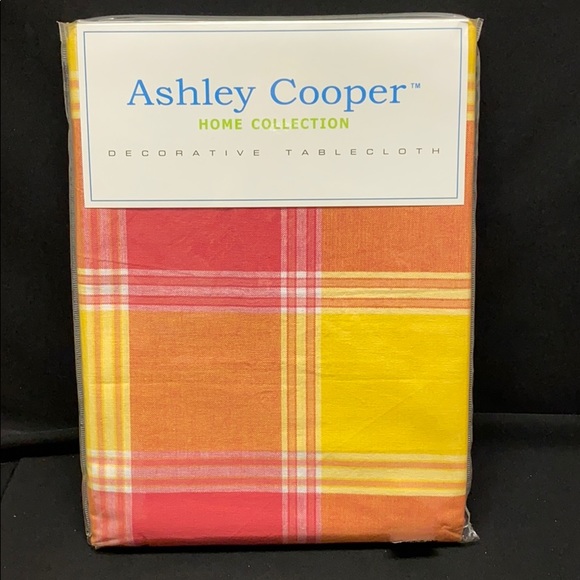 Ashley Cooper™
HOME COLLECTION
DECORATIVE TABLECLOTH